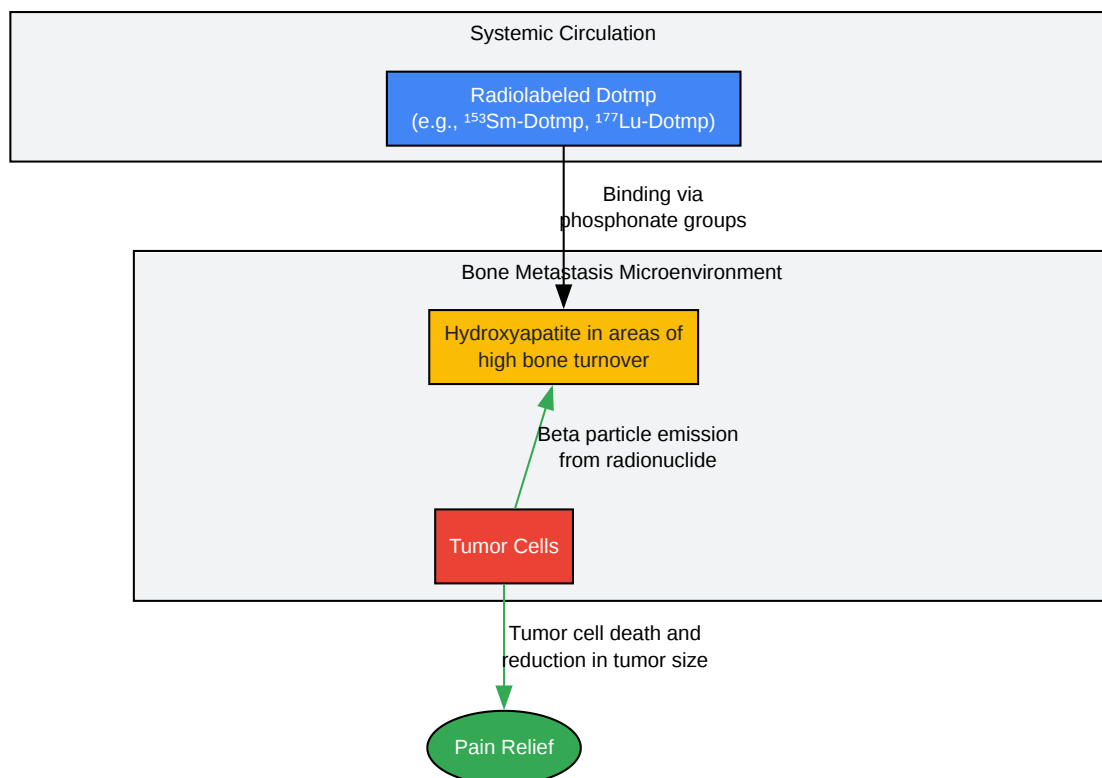 Systemic Circulation
Radiolabeled Dotmp
(e.g., ¹⁵³Sm-Dotmp, ¹⁷⁷Lu-Dotmp)
Binding via
phosphonate groups
Bone Metastasis Microenvironment
Hydroxyapatite in areas of
high bone turnover
Beta particle emission
from radionuclide
Tumor Cells
Tumor cell death and
reduction in tumor size
Pain Relief